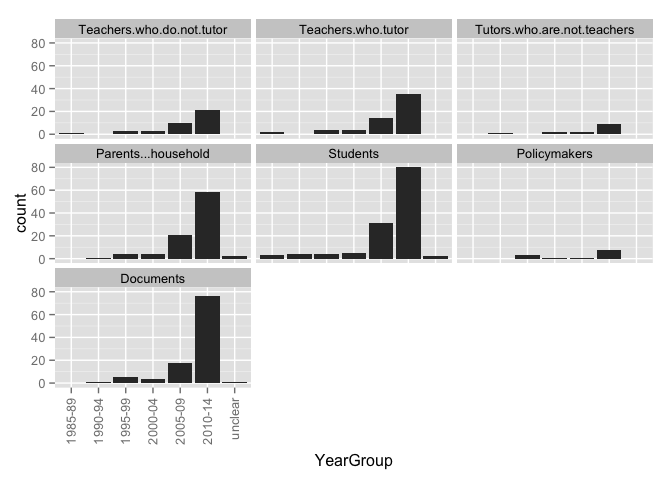 Teachers.who.do.not.tutor
Teachers.who.tutor
Tutors.who.are.not.teachers
80
60
40
20
0
Parents...household
Students
Policymakers
80
60
40
20
0
count
Documents
80
60
40
20
0
1985-89
1990-94
1995-99
2000-04
2005-09
2010-14
unclear
YearGroup